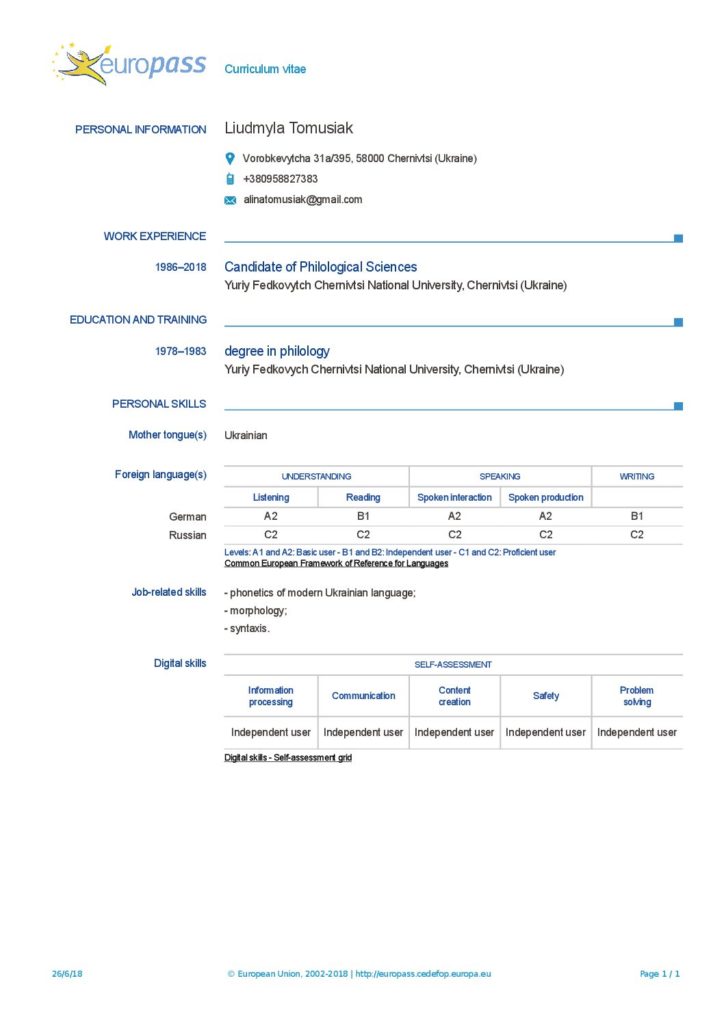 europass
Curriculum vitae
PERSONAL INFORMATION
Liudmyla Tomusiak
Vorobkevytcha 31a/395, 58000 Chernivtsi (Ukraine)
+380958827383
alinatomusiak@gmail.com
WORK EXPERIENCE
1986–2018 Candidate of Philological Sciences
Yuriy Fedkovytch Chernivtsi National University, Chernivtsi (Ukraine)
EDUCATION AND TRAINING
1978–1983 degree in philology
Yuriy Fedkovych Chernivtsi National University, Chernivtsi (Ukraine)
PERSONAL SKILLS
Mother tongue(s) Ukrainian
Foreign language(s) UNDERSTANDING SPEAKING WRITING
Listening Reading Spoken interaction Spoken production
German A2 B1 A2 A2 B1
Russian C2 C2 C2 C2 C2
Levels: A1 and A2: Basic user - B1 and B2: Independent user - C1 and C2: Proficient user
Common European Framework of Reference for Languages
Job-related skills - phonetics of modern Ukrainian language;
- morphology;
- syntaxis.
Digital skills SELF-ASSESSMENT
Information processing Communication Content creation Safety Problem solving
Independent user Independent user Independent user Independent user Independent user
Digital skills - Self-assessment grid
26/6/18 © European Union, 2002-2018 | http://europass.cedefop.europa.eu Page 1 / 1